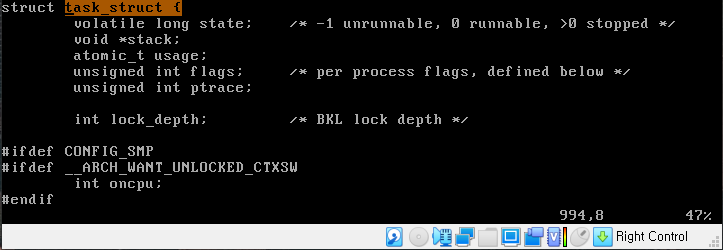 struct task_struct {
        volatile long state;    /* -1 unrunnable, 0 runnable, >0 stopped */
        void *stack;
        atomic_t usage;
        unsigned int flags;     /* per process flags, defined below */
        unsigned int ptrace;

        int lock_depth;         /* BKL lock depth */

#ifdef CONFIG_SMP
#ifdef __ARCH_WANT_UNLOCKED_CTXSW
        int oncpu;
#endif
994,8 47%
Right Control